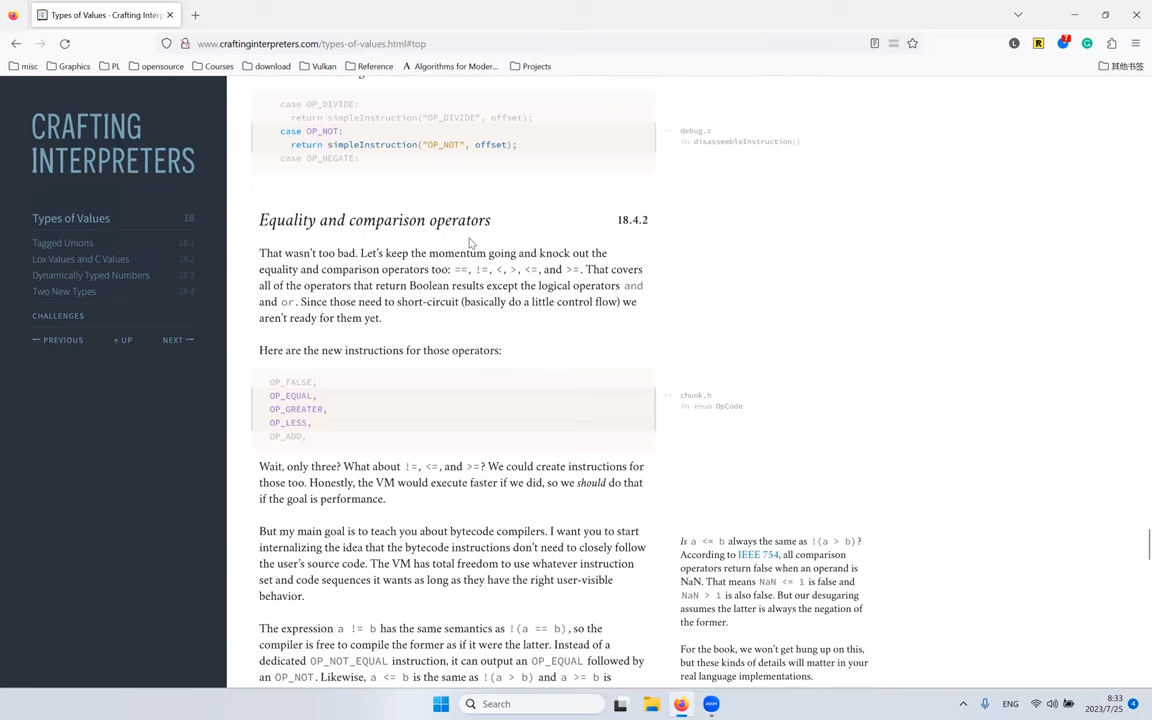 Types of Values - Crafting Interp
www.craftinginterpreters.com/types-of-values.html#top
7
misc
Graphics
PL
opensource
Courses
download
Vulkan
Reference
Algorithms for Moder...
Projects
其他书签
CRAFTING
INTERPRETERS
Types of Values 18
Tagged Unions 18.1
Lox Values and C Values 18.2
Dynamically Typed Numbers 18.3
Two New Types 18.4
CHALLENGES
← PREVIOUS ↑ UP NEXT →
case OP_DIVIDE:
return simpleInstruction("OP_DIVIDE", offset);
case OP_NOT:
return simpleInstruction("OP_NOT", offset);
case OP_NEGATE:
debug.c
in disassembleInstruction()
Equality and comparison operators 18.4.2
That wasn't too bad. Let's keep the momentum going and knock out the
equality and comparison operators too: ==, !=, <, >, <=, and >=. That covers
all of the operators that return Boolean results except the logical operators and
and or. Since those need to short-circuit (basically do a little control flow) we
aren't ready for them yet.
Here are the new instructions for those operators:
OP_FALSE,
OP_EQUAL,
OP_GREATER,
OP_LESS,
OP_ADD,
chunk.h
in enum OpCode
Wait, only three? What about !=, <=, and >=? We could create instructions for
those too. Honestly, the VM would execute faster if we did, so we should do that
if the goal is performance.
But my main goal is to teach you about bytecode compilers. I want you to start
internalizing the idea that the bytecode instructions don't need to closely follow
the user's source code. The VM has total freedom to use whatever instruction
set and code sequences it wants as long as they have the right user-visible
behavior.
The expression a != b has the same semantics as !(a == b), so the
compiler is free to compile the former as if it were the latter. Instead of a
dedicated OP_NOT_EQUAL instruction, it can output an OP_EQUAL followed by
an OP_NOT. Likewise, a <= b is the same as !(a > b) and a >= b is
Is a <= b always the same as !(a > b)?
According to IEEE 754, all comparison
operators return false when an operand is
NaN. That means NaN <= 1 is false and
NaN > 1 is also false. But our desugaring
assumes the latter is always the negation of
the former.
For the book, we won't get hung up on this,
but these kinds of details will matter in your
real language implementations.
Search
zoom
ENG
8:33
2023/7/25
4